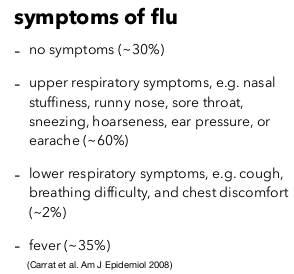 symptoms of flu
- no symptoms (~30%)
- upper respiratory symptoms, e.g. nasal
stuffiness, runny nose, sore throat,
sneezing, hoarseness, ear pressure, or
earache (~60%)
- lower respiratory symptoms, e.g. cough,
breathing difficulty, and chest discomfort
(~2%)
- fever (~35%)
(Carrat et al. Am J Epidemiol 2008)